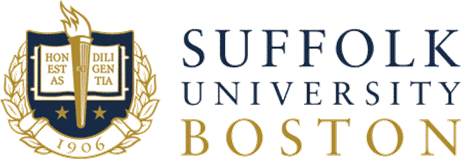 HON
EST
AS
DILI
GEN
TIA
1906
SUFFOLK
UNIVERSITY
BOSTON